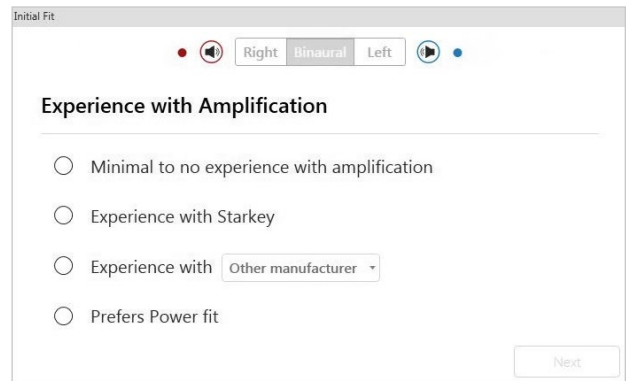 Initial Fit
Right Binaural Left
Experience with Amplification
Minimal to no experience with amplification
Experience with Starkey
Experience with Other manufacturer
Prefers Power fit
Next